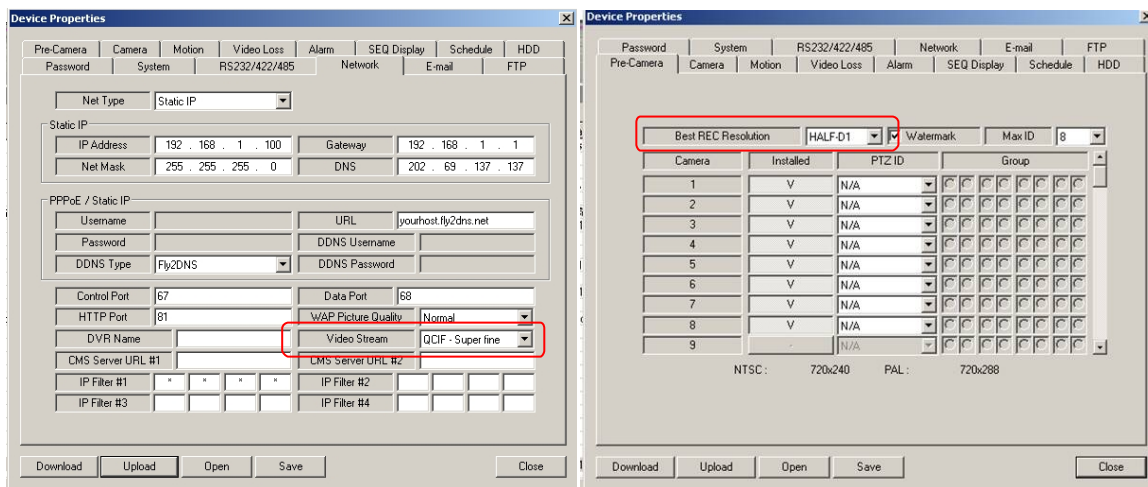 Device Properties
Pre-Camera Camera Motion Video Loss Alarm SEQ Display Schedule HDD
Password System RS232/422/485 Network E-mail FTP
Net Type Static IP
Static IP
IP Address 192 . 168 . 1 . 100 Gateway 192 . 168 . 1 . 1
Net Mask 255 . 255 . 255 . 0 DNS 202 . 69 . 137 . 137
PPPoE / Static IP
Username URL yourhost.fly2dns.net
Password DDNS Username
DDNS Type Fly2DNS DDNS Password
Control Port 67 Data Port 68
HTTP Port 81 WAP Picture Quality Normal
DVR Name Video Stream QCIF - Super fine
CMS Server URL #1 CMS Server URL #2
IP Filter #1 * * * * IP Filter #2
IP Filter #3 IP Filter #4
Download Upload Open Save Close
Device Properties
Password System RS232/422/485 Network E-mail FTP
Pre-Camera Camera Motion Video Loss Alarm SEQ Display Schedule HDD
Best REC Resolution HALF-D1 Watermark Max ID 8
Camera Installed PTZ ID Group
1 V N/A
2 V N/A
3 V N/A
4 V N/A
5 V N/A
6 V N/A
7 V N/A
8 V N/A
9 - N/A
NTSC : 720x240 PAL : 720x288
Download Upload Open Save Close